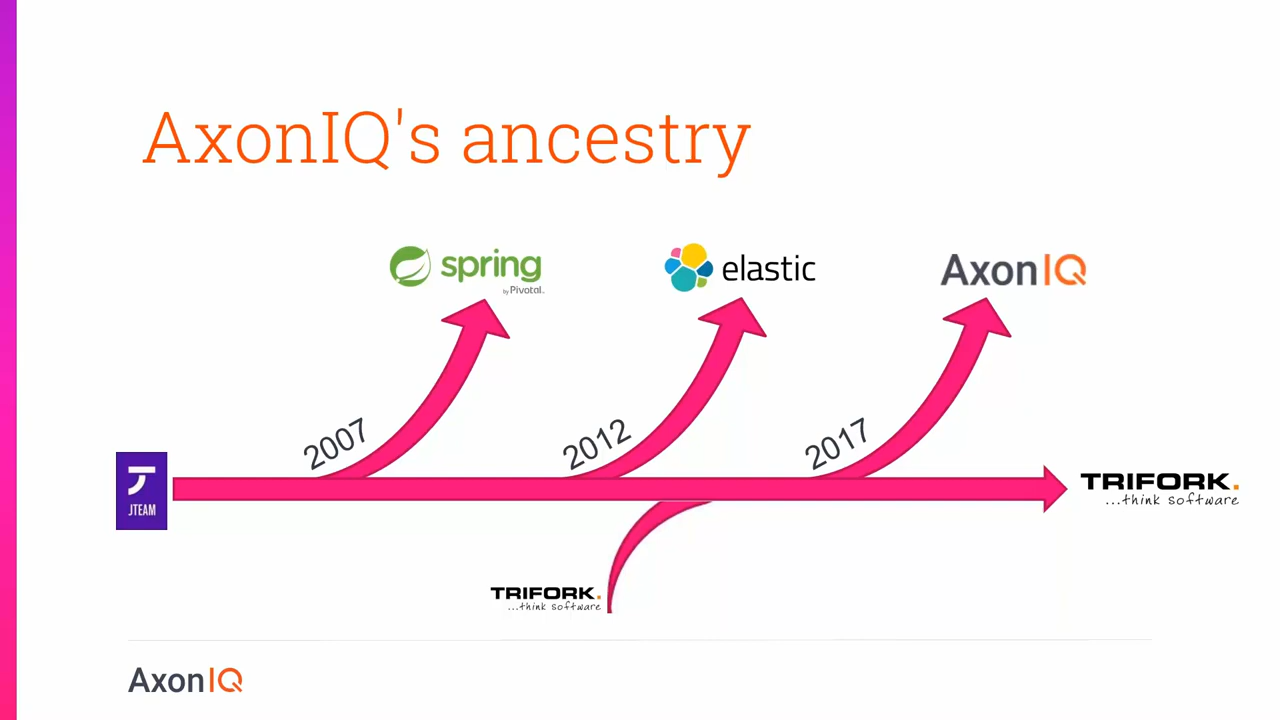 AxonIQ's ancestry
spring
by Pivotal.
elastic
AxonIQ
2007
2012
2017
JTEAM
TRIFORK.
...think software
TRIFORK.
...think software
AxonIQ